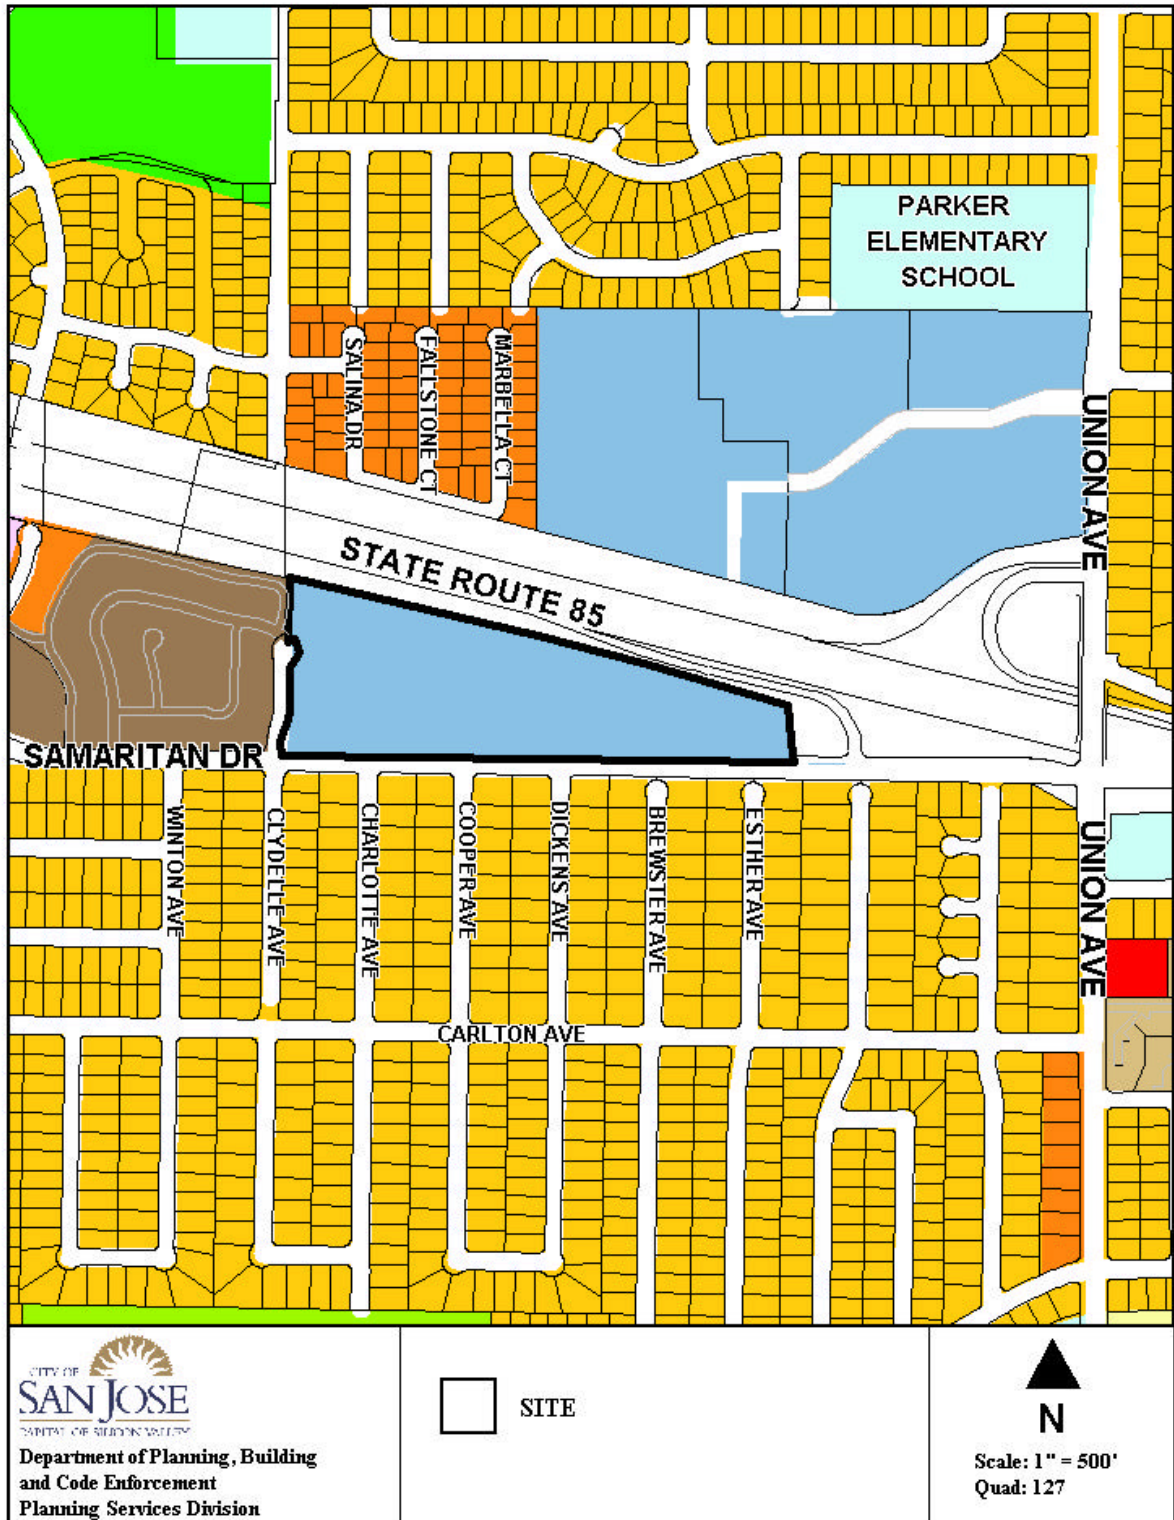 PARKER
ELEMENTARY
SCHOOL
SALINA DR
FALLSTONE CT
MARBELLA CT
UNION AVE
STATE ROUTE 85
SAMARITAN DR
WINTON AVE
CLYDELLE AVE
CHARLOTTE AVE
COOPER AVE
DICKENS AVE
BREWSTER AVE
ESTHER AVE
UNION AVE
CARLTON AVE
CITY OF
SAN JOSE
CAPITAL OF SILICON VALLEY
Department of Planning, Building
and Code Enforcement
Planning Services Division
SITE
N
Scale: 1" = 500'
Quad: 127